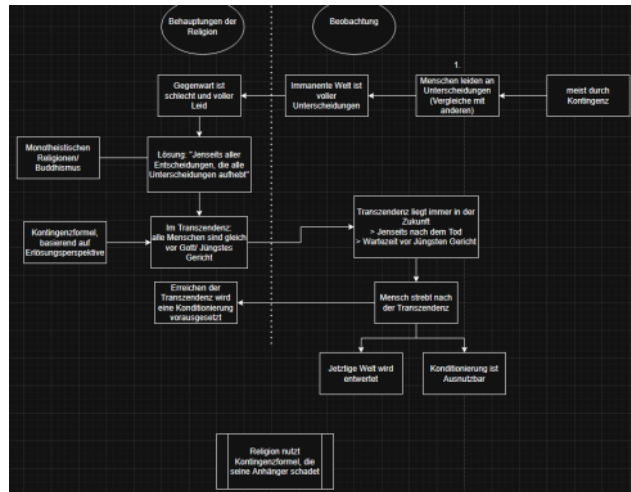 Behauptungen der
Religion
Beobachtung
1.
Gegenwart ist
schlecht und voller
Leid
Immanente Welt ist
voller
Unterscheidungen
Menschen leiden an
Unterscheidungen
(Vergleiche mit
anderen)
meist durch
Kontingenz
Monotheistischen
Religionen/
Buddhismus
Lösung: "Jenseits aller
Entscheidungen, die alle
Unterscheidungen aufhebt"
Kontingenzformel,
basierend auf
Erlösungsperspektive
Im Transzendenz:
alle Menschen sind gleich
vor Gott/ Jüngstes
Gericht
Transzendenz liegt immer in der
Zukunft
> Jenseits nach dem Tod
> Wartezeit vor Jüngsten Gericht
Erreichen der
Transzendenz wird
eine Konditionierung
vorausgesetzt
Mensch strebt nach
der Transzendenz
Jetztige Welt wird
entwertet
Konditionierung ist
Ausnutzbar
Religion nutzt
Kontingenzformel, die
seine Anhänger schadet